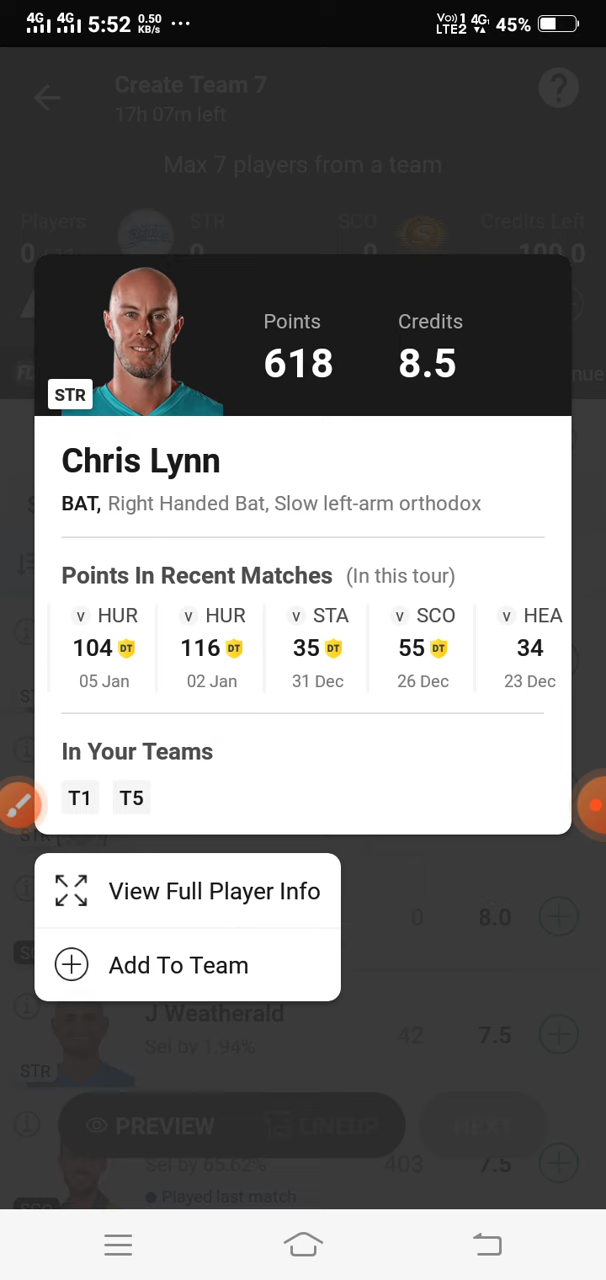 4G 4G 5:52 0.50 KB/s ... Vo) 1 LTE2 4G 45%
Create Team 7
17h 07m left
?
Max 7 players from a team
Players STR SCO Credits Left
0 0 0 100.0
Points Credits
618 8.5
STR
Chris Lynn
BAT, Right Handed Bat, Slow left-arm orthodox
Points In Recent Matches (In this tour)
v HUR v HUR v STA v SCO v HEA
104 DT 116 DT 35 DT 55 DT 34
05 Jan 02 Jan 31 Dec 26 Dec 23 Dec
In Your Teams
T1 T5
View Full Player Info
0 8.0
Add To Team
J Weatherald
Sel by 1.94%
42 7.5
STR
PREVIEW LINEUP NEXT
Sel by 65.62% 403 7.5
Played last match